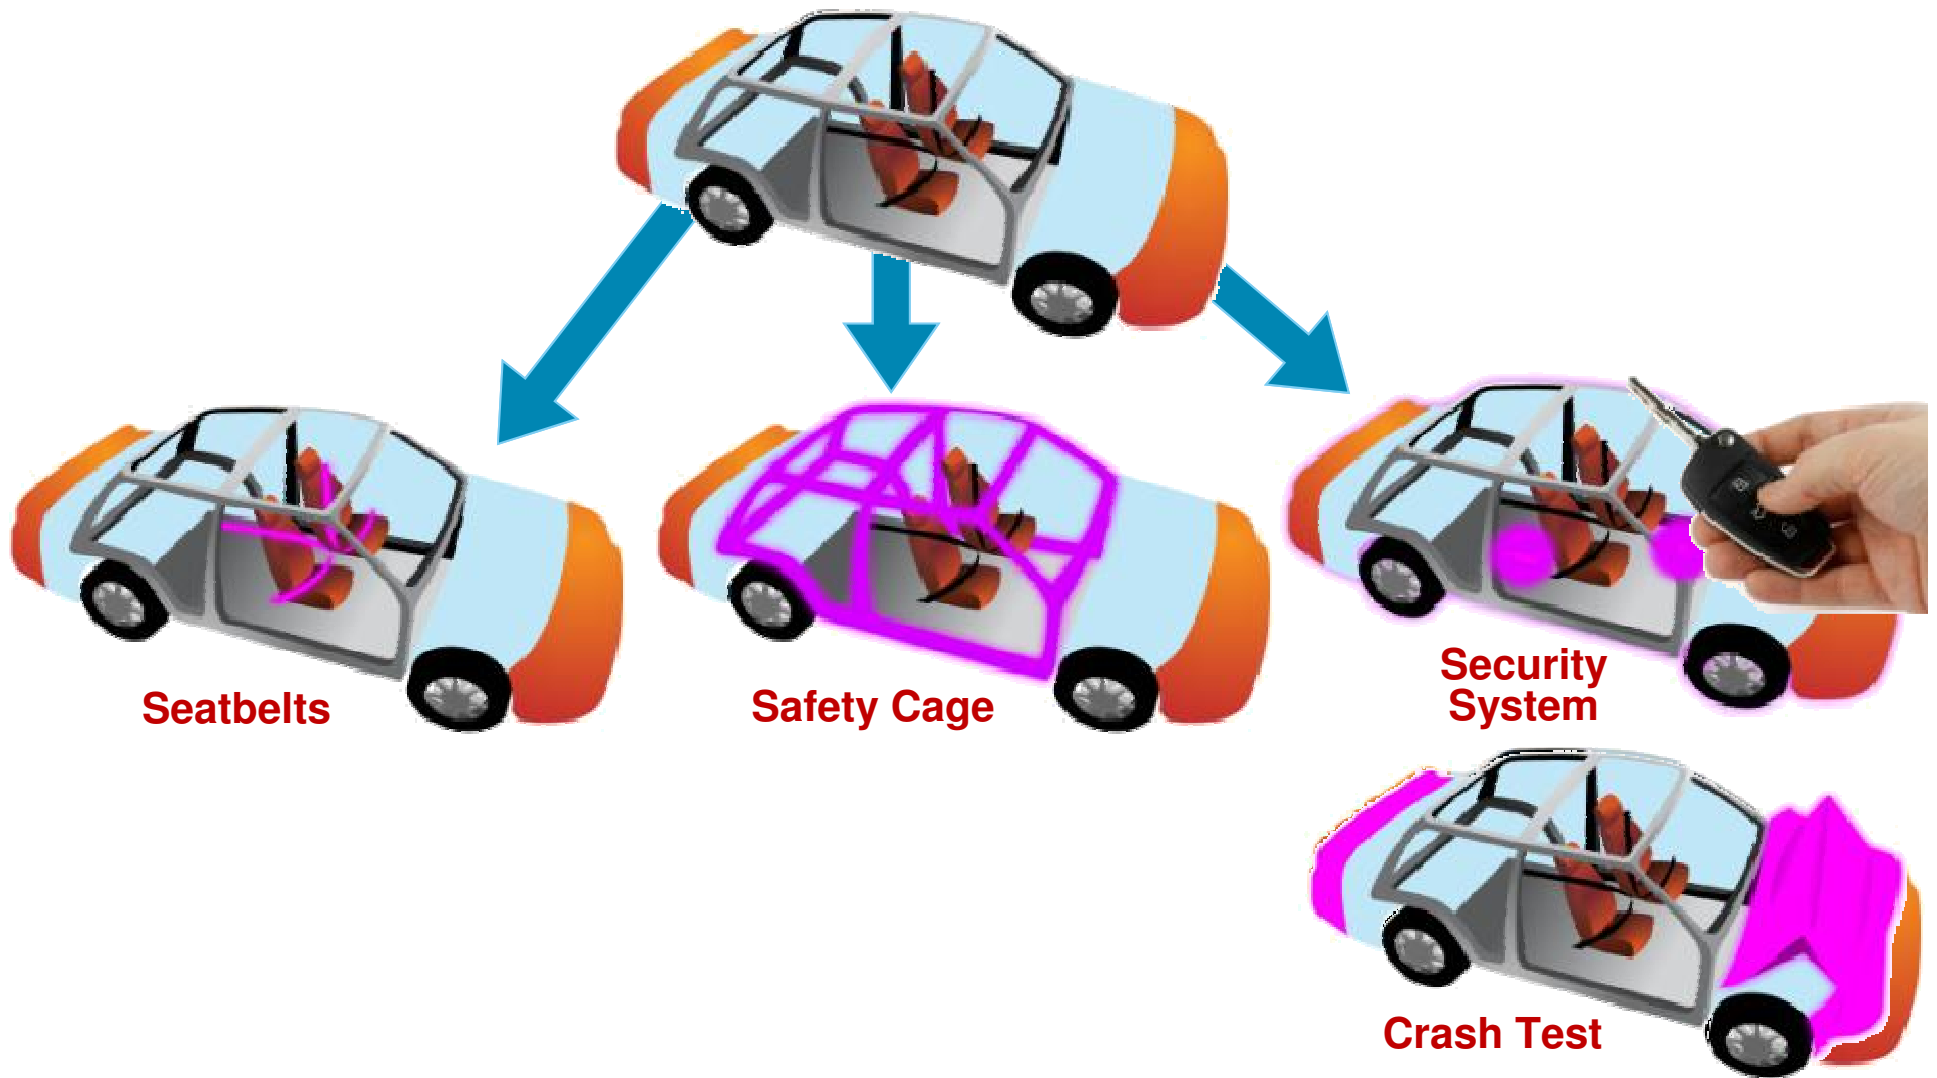 Seatbelts
Safety Cage
Security
System
Crash Test